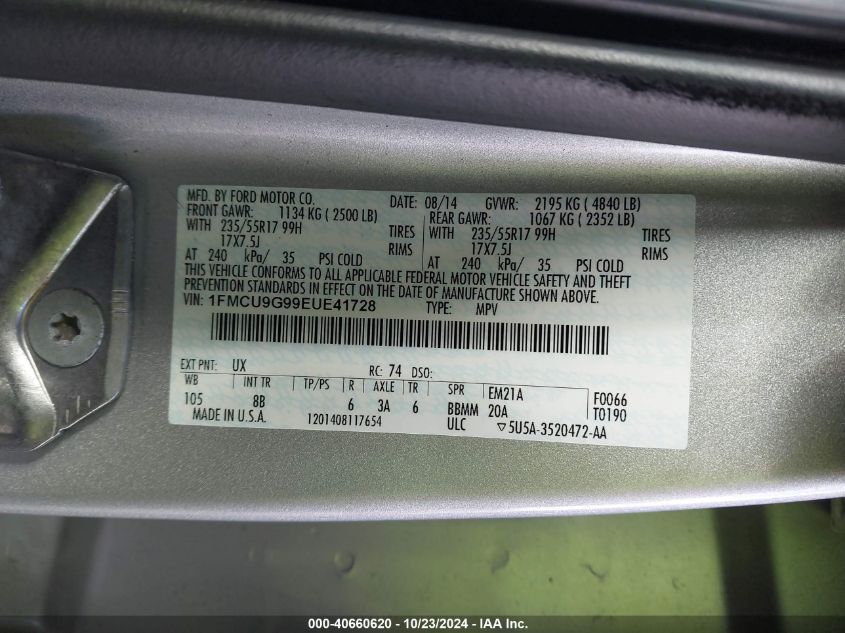 MFD. BY FORD MOTOR CO. DATE: 08/14 GVWR: 2195 KG ( 4840 LB)
FRONT GAWR: 1134 KG ( 2500 LB) REAR GAWR: 1067 KG ( 2352 LB)
WITH 235/55R17 99H TIRES WITH 235/55R17 99H TIRES
17X7.5J RIMS 17X7.5J RIMS
AT 240 kPa/ 35 PSI COLD AT 240 kPa/ 35 PSI COLD
THIS VEHICLE CONFORMS TO ALL APPLICABLE FEDERAL MOTOR VEHICLE SAFETY AND THEFT
PREVENTION STANDARDS IN EFFECT ON THE DATE OF MANUFACTURE SHOWN ABOVE.
VIN: 1FMCU9G99EUE41728 TYPE: MPV
EXT PNT: UX RC: 74 DSO:
WB INT TR TP/PS R AXLE TR SPR EM21A F0066
105 8B 6 3A 6 BBMM 20A T0190
MADE IN U.S.A. 1201408117654 ULC ▽5U5A-3520472-AA
000-40660620 - 10/23/2024 - IAA Inc.